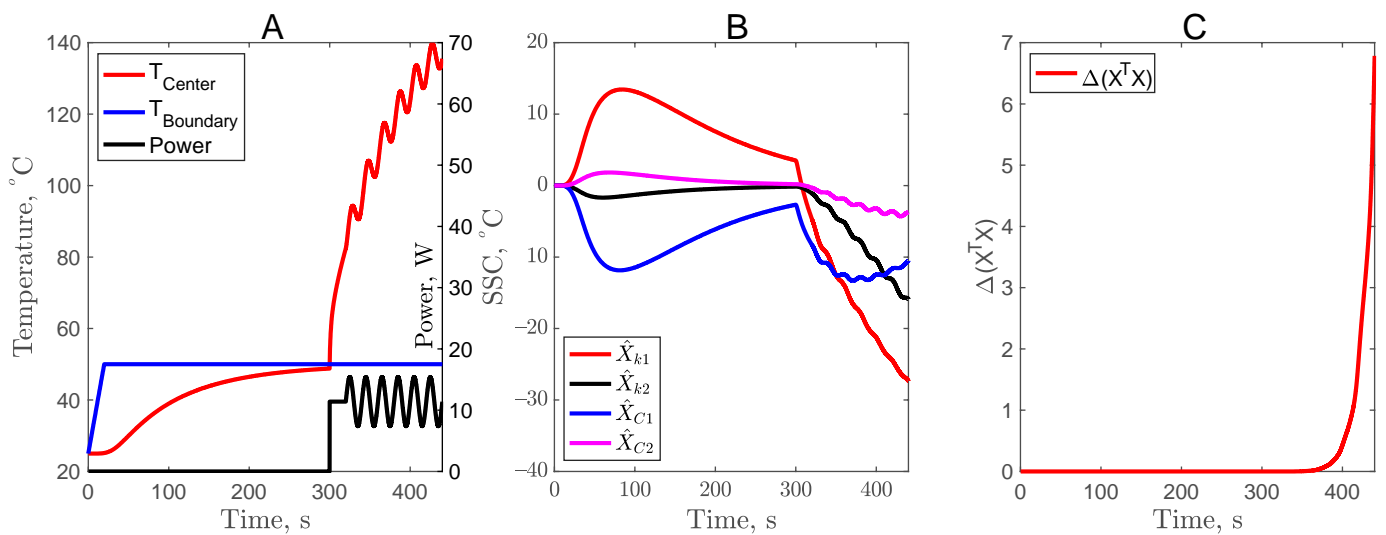 A
140
120
100
80
60
40
20
Temperature, °C
T_Center
T_Boundary
Power
70
60
50
40
30
20
10
0
Power, W
0 100 200 300 400
Time, s
B
20
10
0
10
−20
−30
−40
SSC, °C
X̂_k1
X̂_k2
X̂_C1
X̂_C2
0 100 200 300 400
Time, s
C
7
6
5
4
3
2
1
0
Δ(X^T X)
Δ(X^T X)
0 100 200 300 400
Time, s